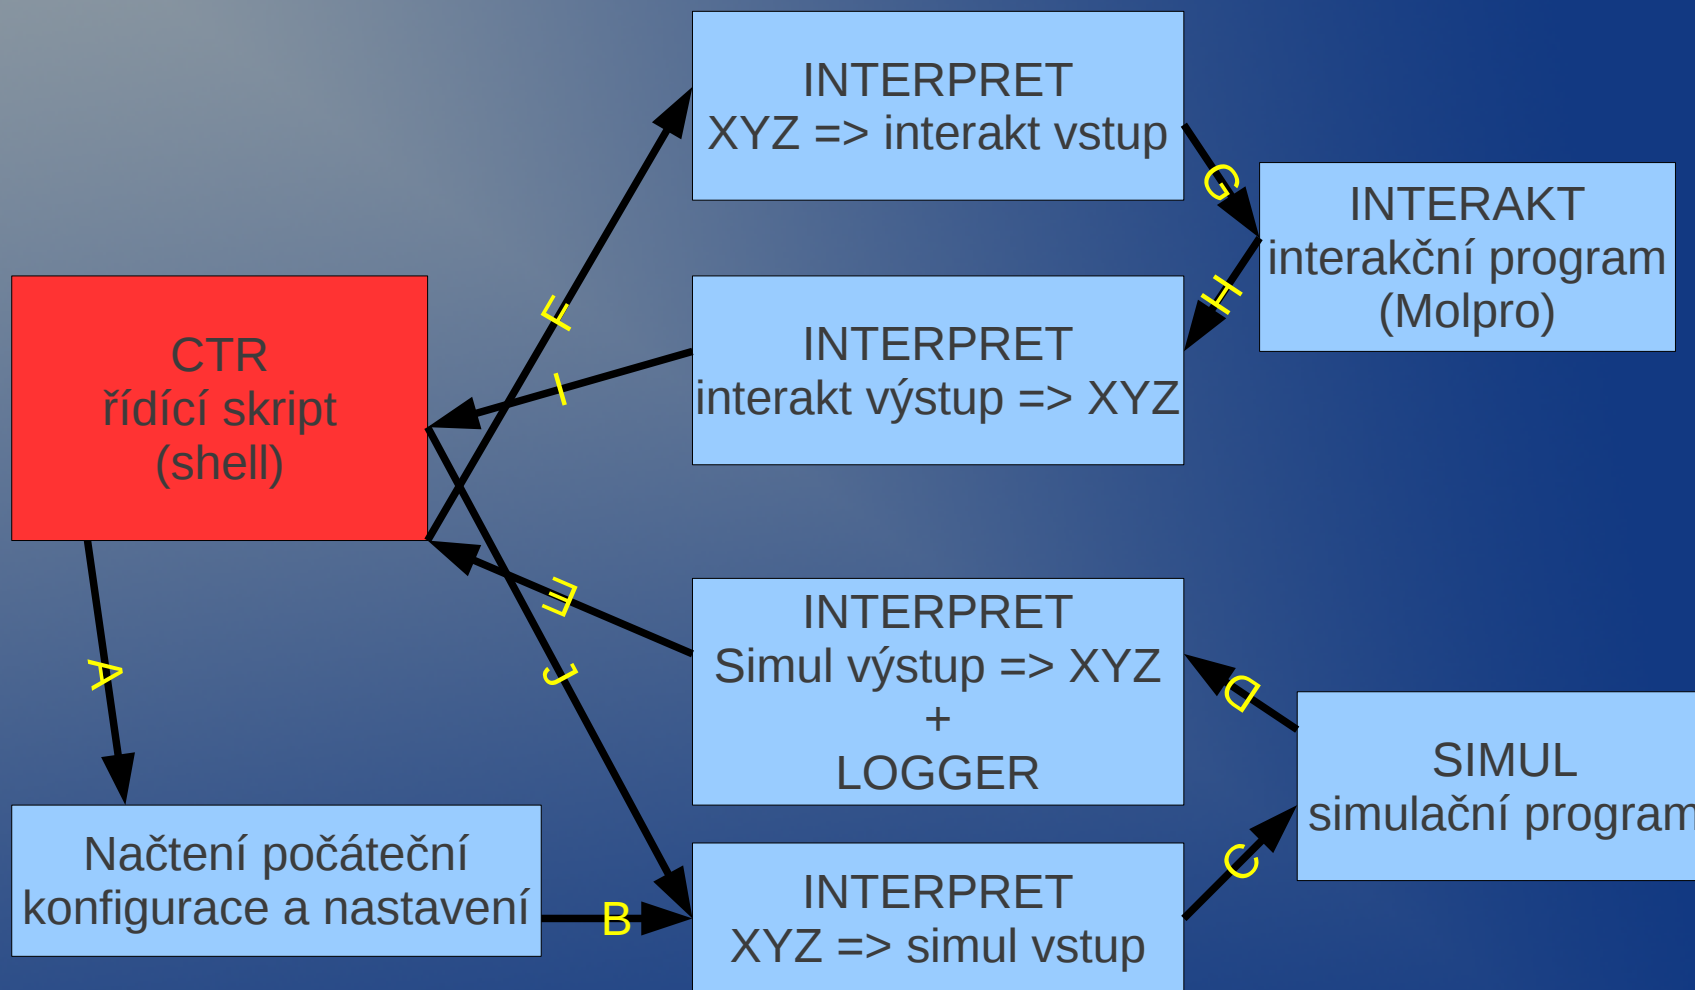 INTERPRET
XYZ => interakt vstup
G
INTERAKT
interakční program
(Molpro)
H
F
INTERPRET
interakt výstup => XYZ
I
CTR
řídící skript
(shell)
E
J
INTERPRET
Simul výstup => XYZ
+
LOGGER
D
SIMUL
simulační program
C
A
Načtení počáteční
konfigurace a nastavení
B
INTERPRET
XYZ => simul vstup